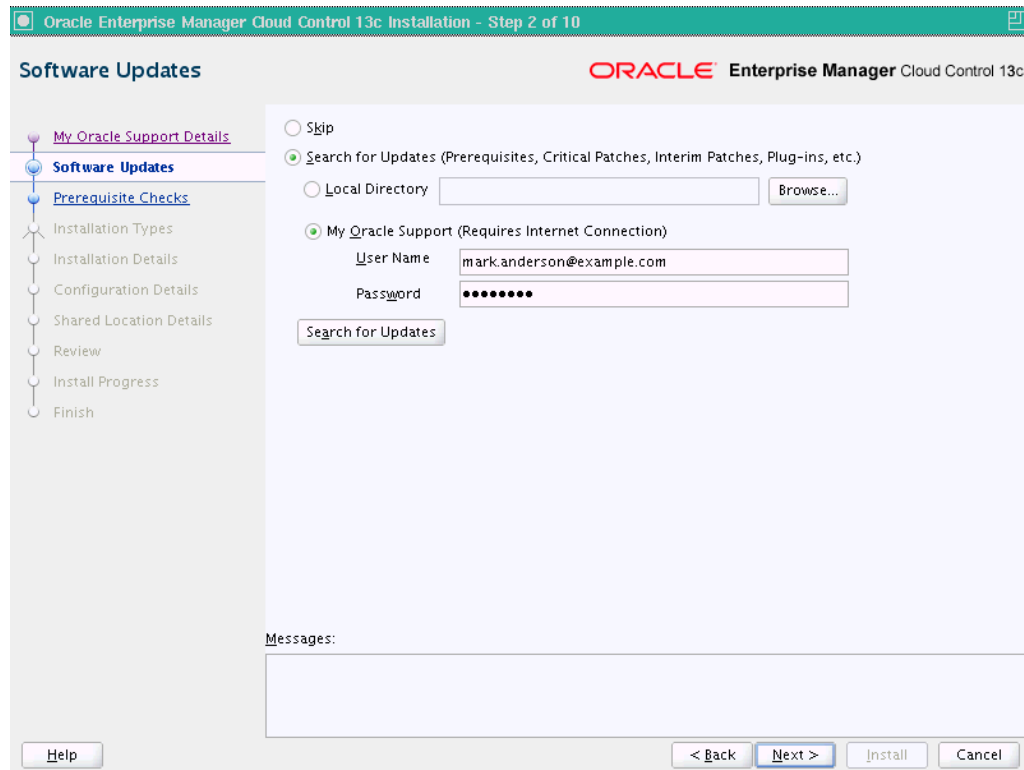 Oracle Enterprise Manager Cloud Control 13c Installation - Step 2 of 10
Software Updates
ORACLE Enterprise Manager Cloud Control 13c
My Oracle Support Details
Software Updates
Prerequisite Checks
Installation Types
Installation Details
Configuration Details
Shared Location Details
Review
Install Progress
Finish
Skip
Search for Updates (Prerequisites, Critical Patches, Interim Patches, Plug-ins, etc.)
Local Directory
Browse...
My Oracle Support (Requires Internet Connection)
User Name
mark.anderson@example.com
Password
●●●●●●●●
Search for Updates
Messages:
Help
< Back
Next >
Install
Cancel